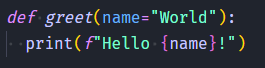 def greet(name="World"):
    print(f"Hello {name}!")